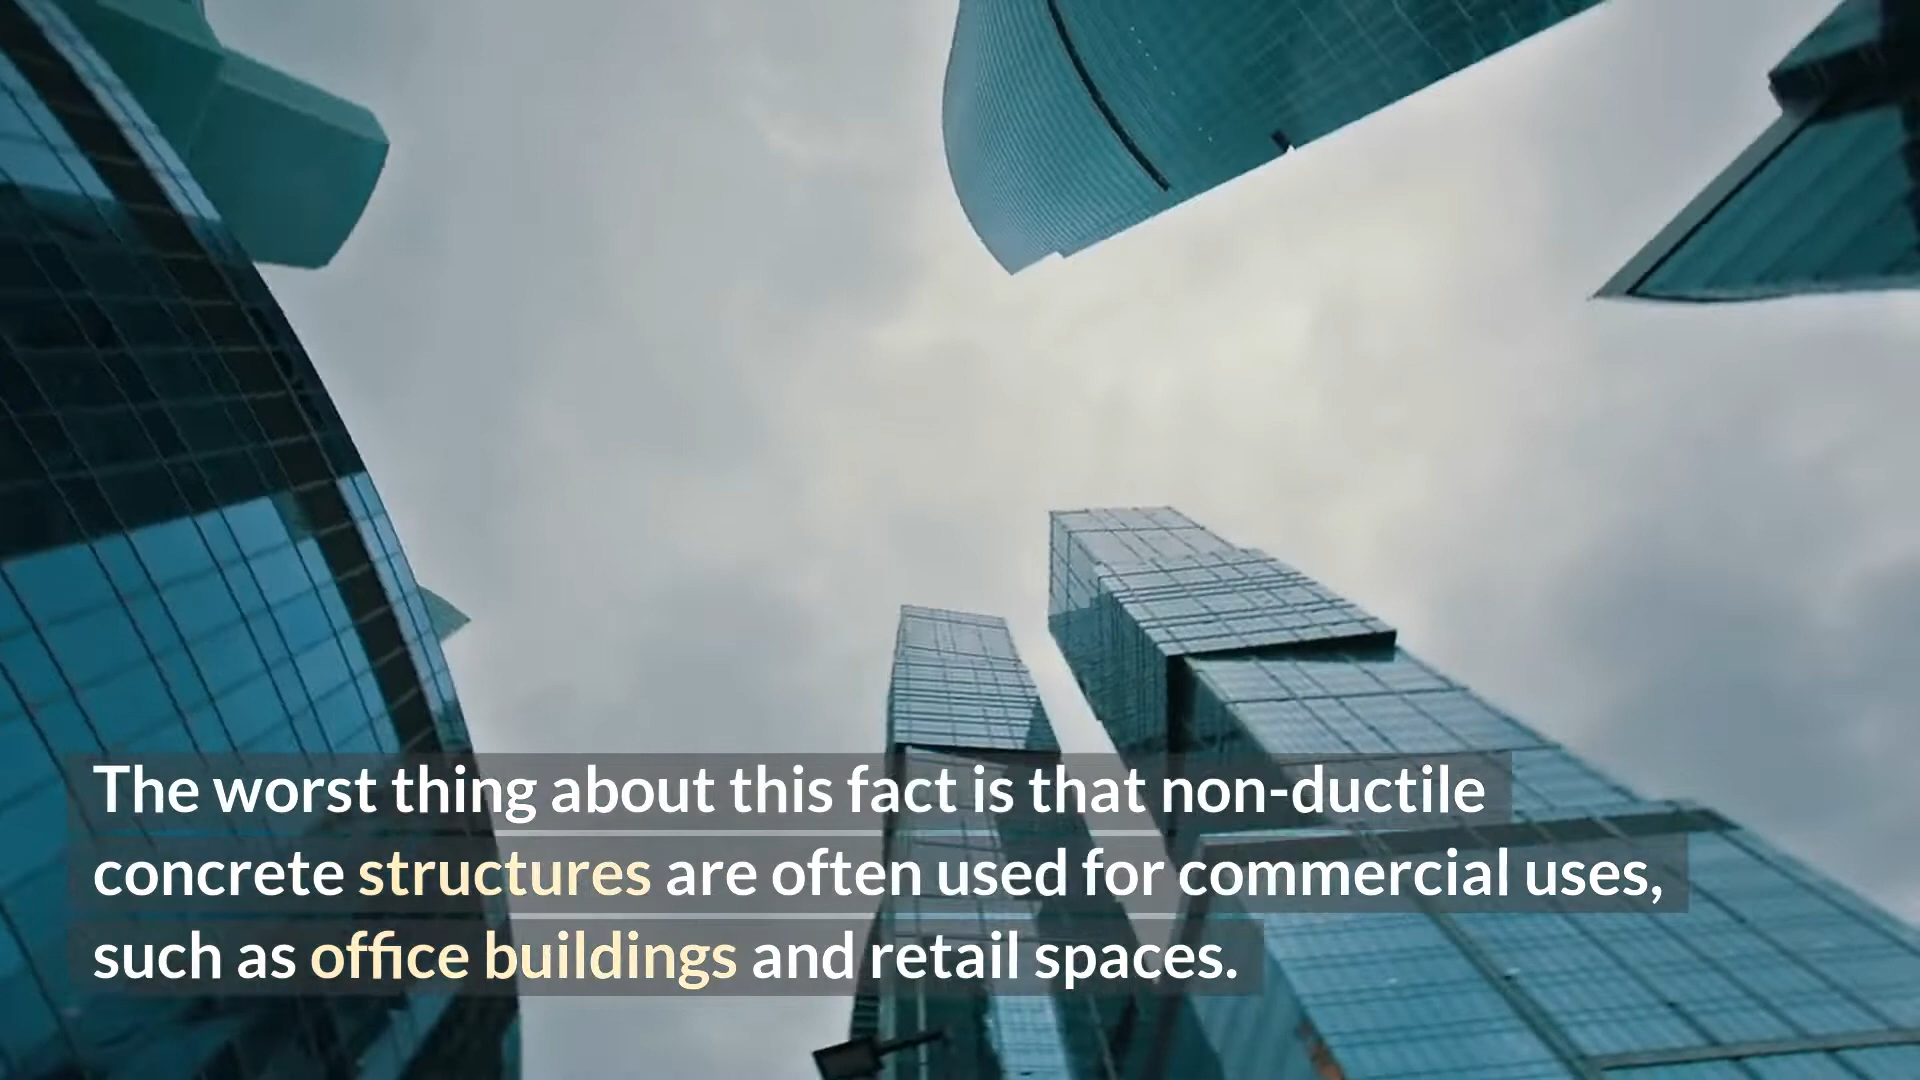 The worst thing about this fact is that non-ductile
concrete structures are often used for commercial uses,
such as office buildings and retail spaces.